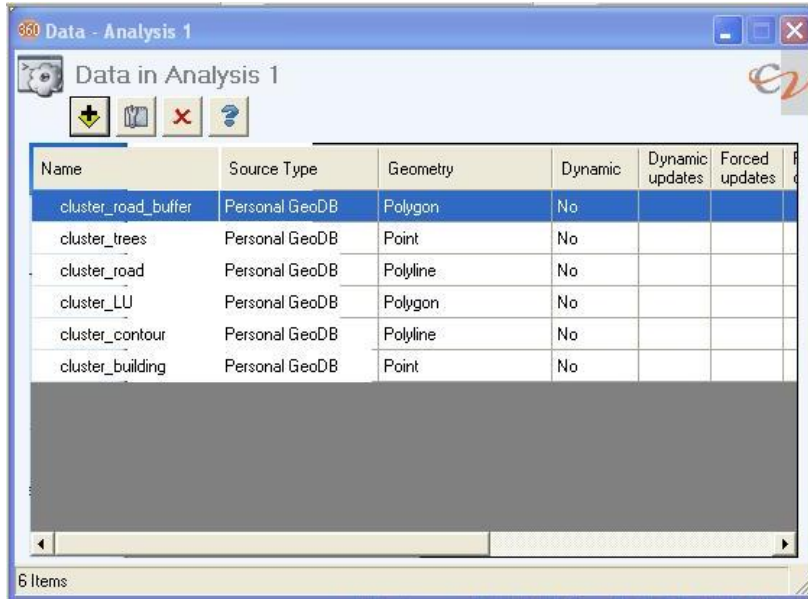 360 Data - Analysis 1
Data in Analysis 1
Name Source Type Geometry Dynamic Dynamic updates Forced updates
cluster_road_buffer Personal GeoDB Polygon No
cluster_trees Personal GeoDB Point No
cluster_road Personal GeoDB Polyline No
cluster_LU Personal GeoDB Polygon No
cluster_contour Personal GeoDB Polyline No
cluster_building Personal GeoDB Point No
6 Items